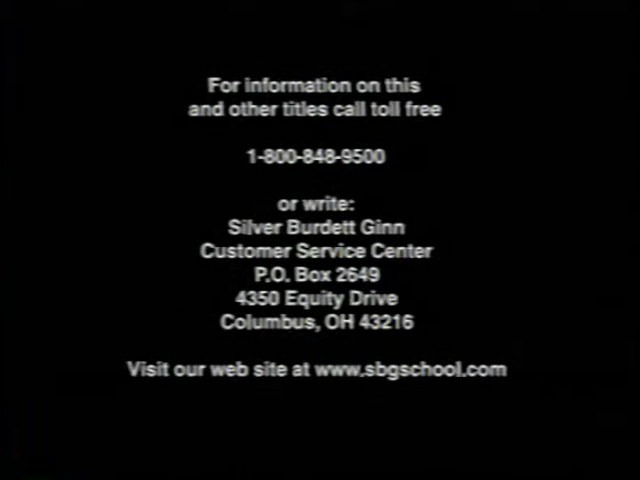 For information on this
and other titles call toll free
1-800-848-9500
or write:
Silver Burdett Ginn
Customer Service Center
P.O. Box 2649
4350 Equity Drive
Columbus, OH 43216
Visit our web site at www.sbgschool.com